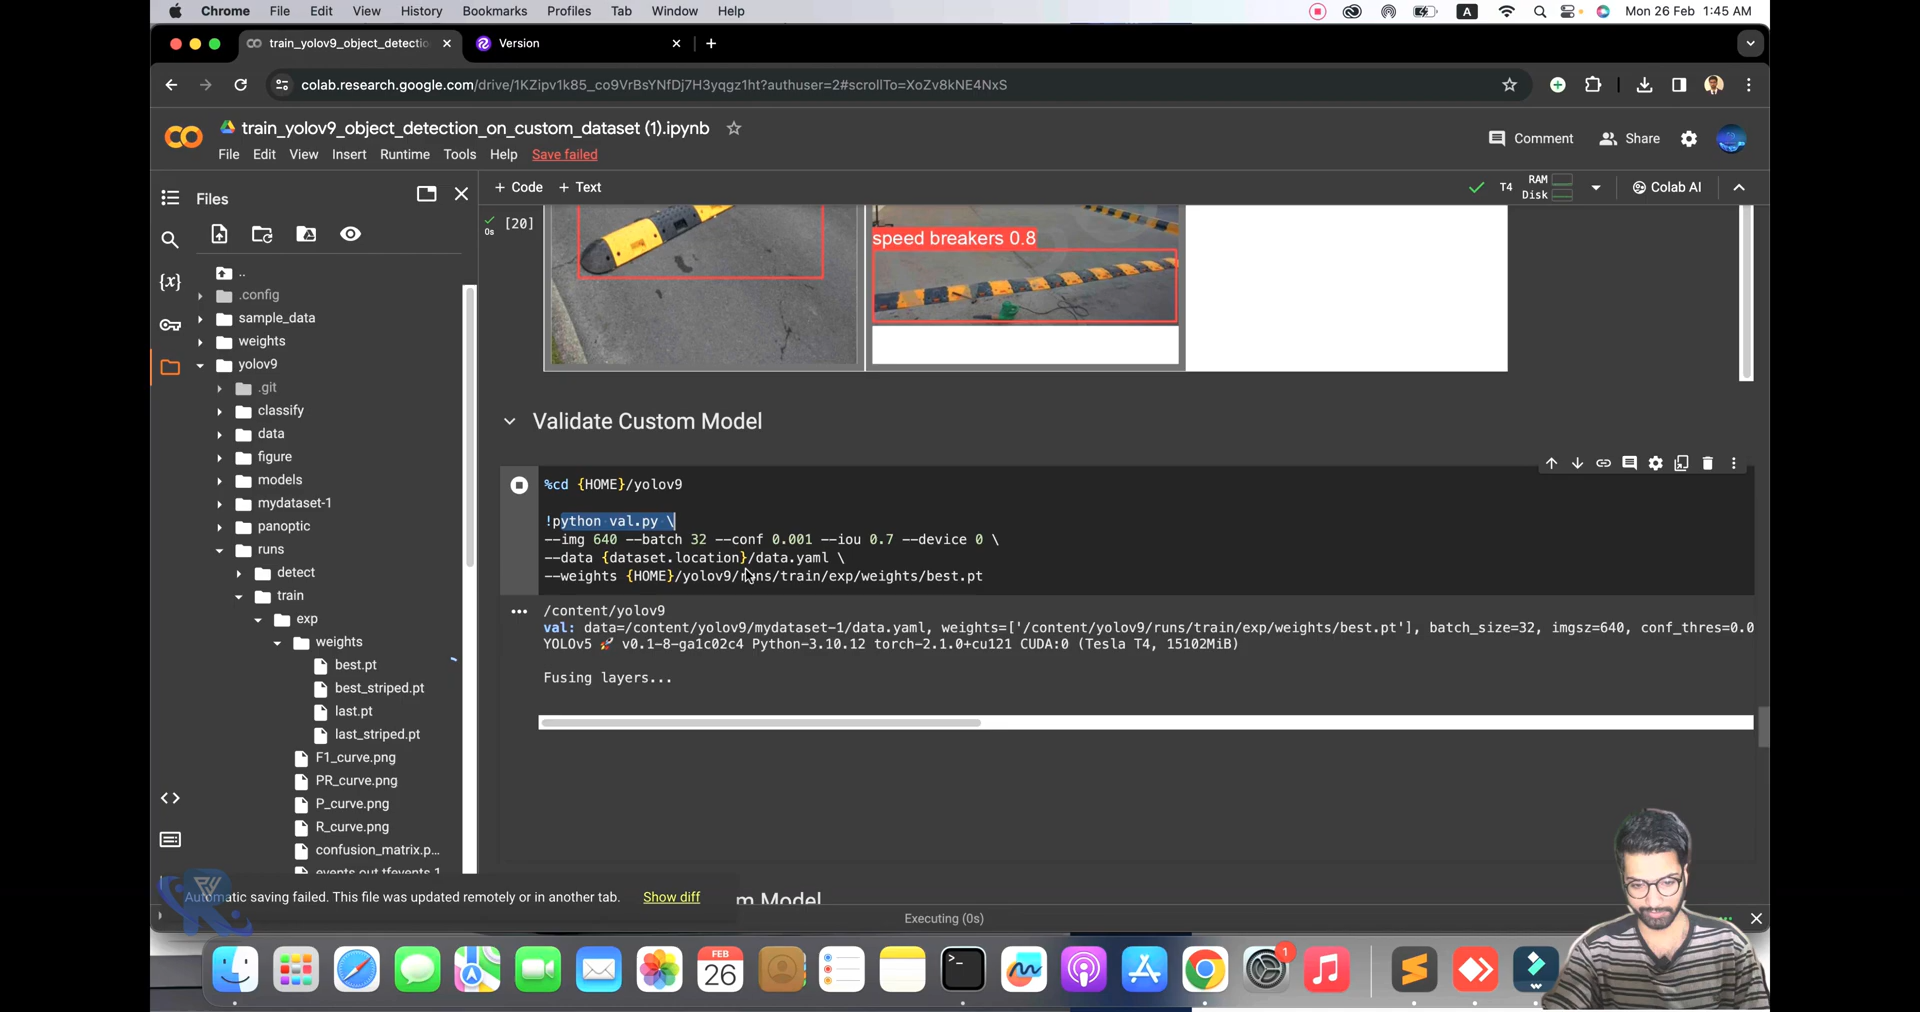 Chrome File Edit View History Bookmarks Profiles Tab Window Help
A Mon 26 Feb 1:45 AM
train_yolov9_object_detectio
Version
colab.research.google.com/drive/1KZipv1k85_co9VrBsYNfDj7H3yqgz1ht?authuser=2#scrollTo=XoZv8kNE4NxS
train_yolov9_object_detection_on_custom_dataset (1).ipynb
Comment Share
File Edit View Insert Runtime Tools Help Save failed
Files
+ Code + Text
T4 RAM Disk Colab AI
[20]
0s
speed breakers 0.8
{x}
..
.config
sample_data
weights
yolov9
.git
classify
data
figure
models
mydataset-1
panoptic
runs
detect
train
exp
weights
best.pt
best_striped.pt
last.pt
last_striped.pt
F1_curve.png
PR_curve.png
P_curve.png
R_curve.png
confusion_matrix.p...
events.out.tfevents.1
Validate Custom Model
%cd {HOME}/yolov9
!python val.py \
--img 640 --batch 32 --conf 0.001 --iou 0.7 --device 0 \
--data {dataset.location}/data.yaml \
--weights {HOME}/yolov9/runs/train/exp/weights/best.pt
/content/yolov9
val: data=/content/yolov9/mydataset-1/data.yaml, weights=['/content/yolov9/runs/train/exp/weights/best.pt'], batch_size=32, imgsz=640, conf_thres=0.0
YOLOv5 🚀 v0.1-8-ga1c02c4 Python-3.10.12 torch-2.1.0+cu121 CUDA:0 (Tesla T4, 15102MiB)
Fusing layers...
Automatic saving failed. This file was updated remotely or in another tab. Show diff
m Model
Executing (0s)
FEB
26
1